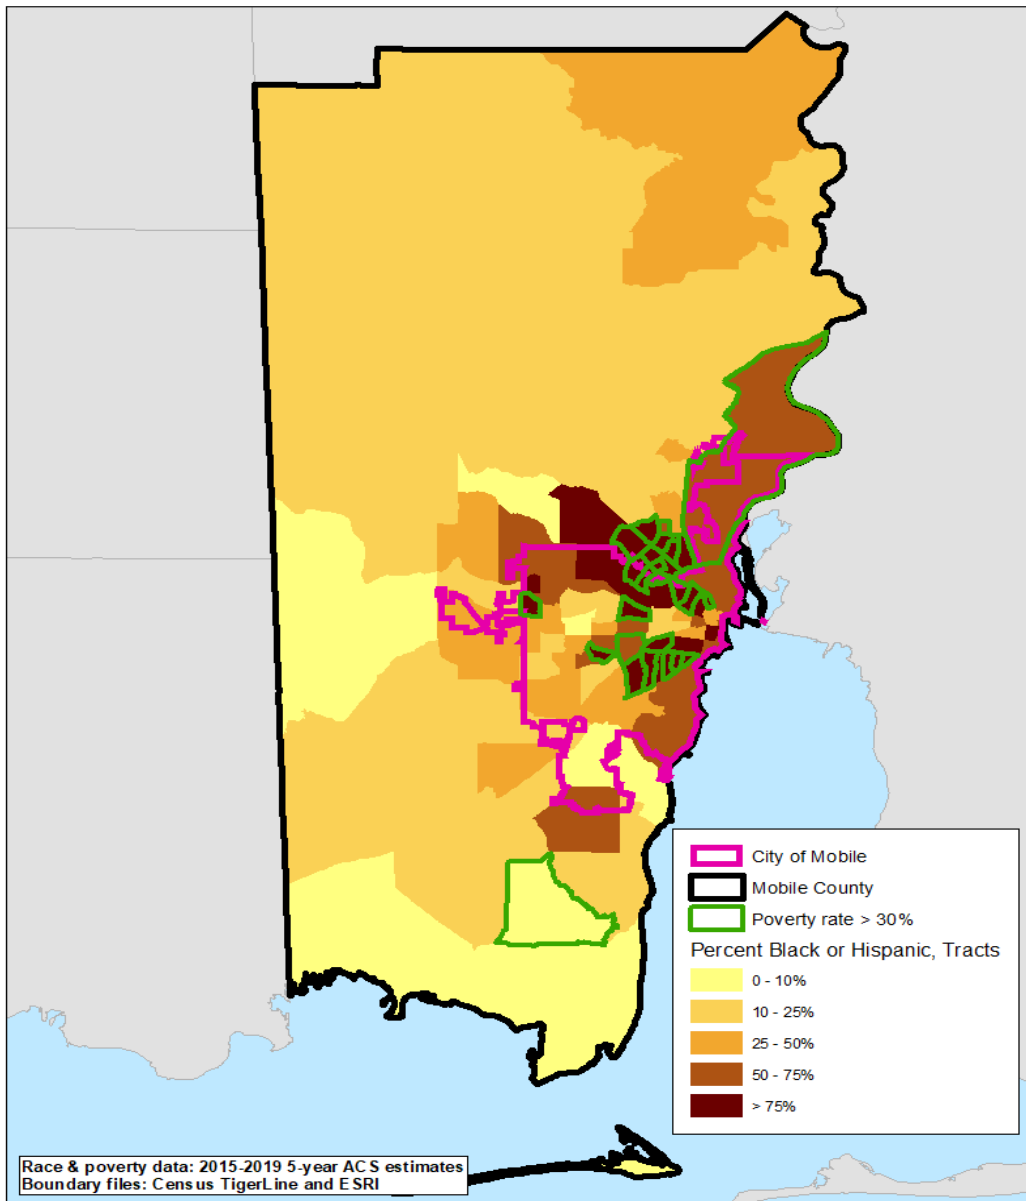 City of Mobile
Mobile County
Poverty rate > 30%
Percent Black or Hispanic, Tracts
0 - 10%
10 - 25%
25 - 50%
50 - 75%
> 75%
Race & poverty data: 2015-2019 5-year ACS estimates
Boundary files: Census TigerLine and ESRI